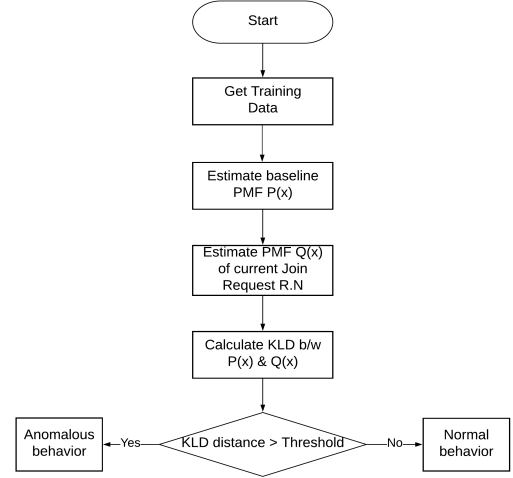 Start
Get Training
Data
Estimate baseline
PMF P(x)
Estimate PMF Q(x)
of current Join
Request R.N
Calculate KLD b/w
P(x) & Q(x)
Anomalous
behavior
Yes
KLD distance > Threshold
No
Normal
behavior